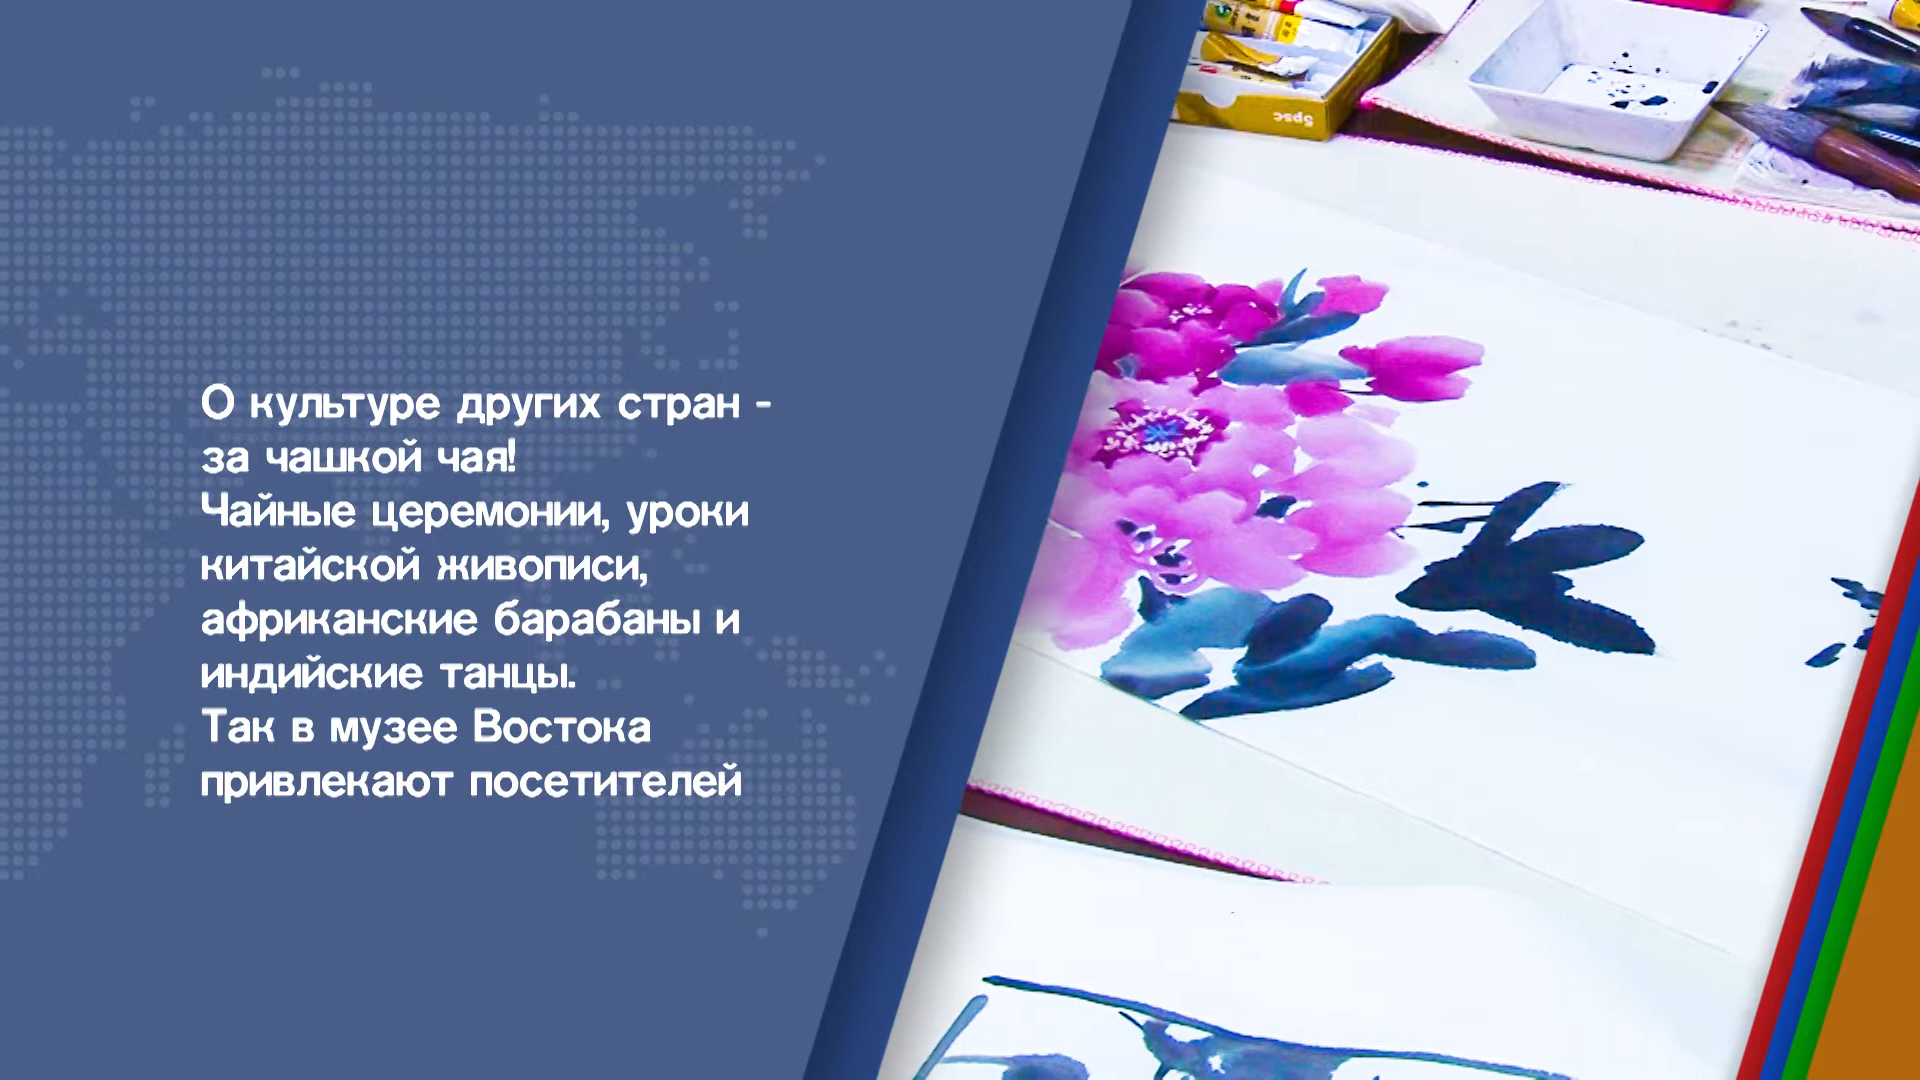 О культуре других стран -
за чашкой чая!
Чайные церемонии, уроки
китайской живописи,
африканские барабаны и
индийские танцы.
Так в музее Востока
привлекают посетителей
5psc